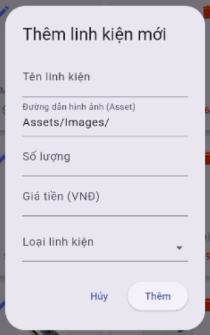 Thêm linh kiện mới
Tên linh kiện
Đường dẫn hình ảnh (Asset)
Assets/Images/
Số lượng
Giá tiền (VNĐ)
Loại linh kiện
Hủy Thêm